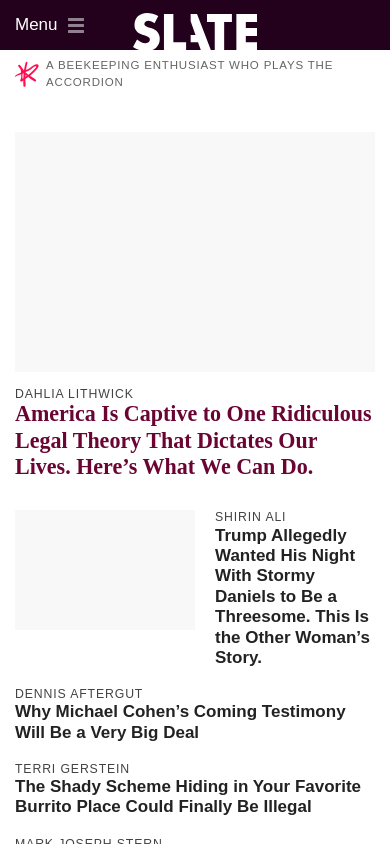 Menu
SLATE
A BEEKEEPING ENTHUSIAST WHO PLAYS THE
ACCORDION
DAHLIA LITHWICK
America Is Captive to One Ridiculous
Legal Theory That Dictates Our
Lives. Here’s What We Can Do.
SHIRIN ALI
Trump Allegedly
Wanted His Night
With Stormy
Daniels to Be a
Threesome. This Is
the Other Woman’s
Story.
DENNIS AFTERGUT
Why Michael Cohen’s Coming Testimony
Will Be a Very Big Deal
TERRI GERSTEIN
The Shady Scheme Hiding in Your Favorite
Burrito Place Could Finally Be Illegal
MARK JOSEPH STERN